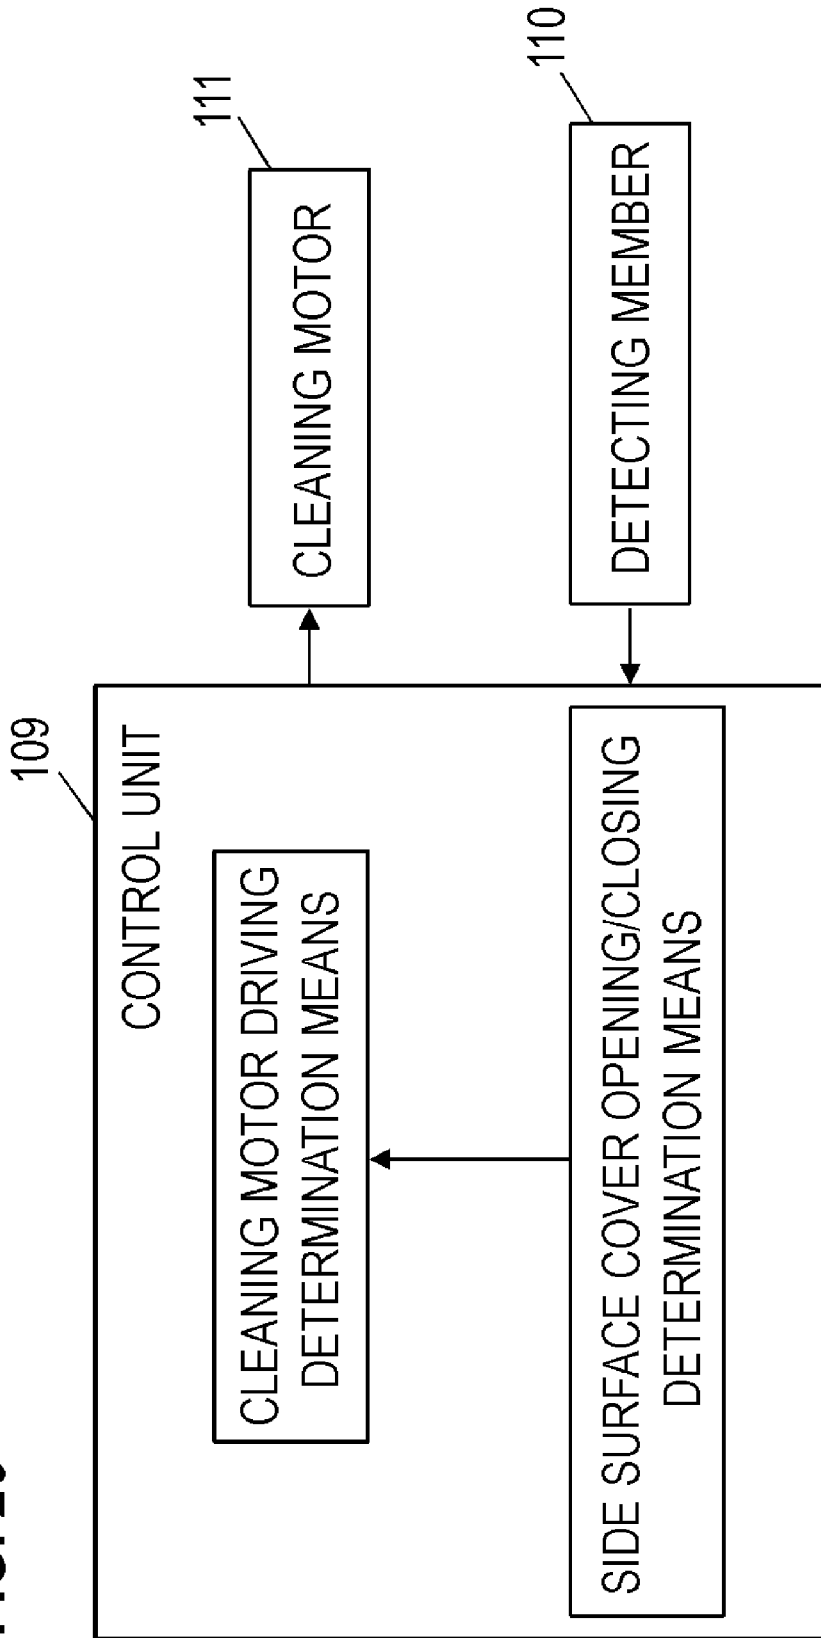 109
CONTROL UNIT
CLEANING MOTOR DRIVING
DETERMINATION MEANS
SIDE SURFACE COVER OPENING/CLOSING
DETERMINATION MEANS
111
CLEANING MOTOR
110
DETECTING MEMBER